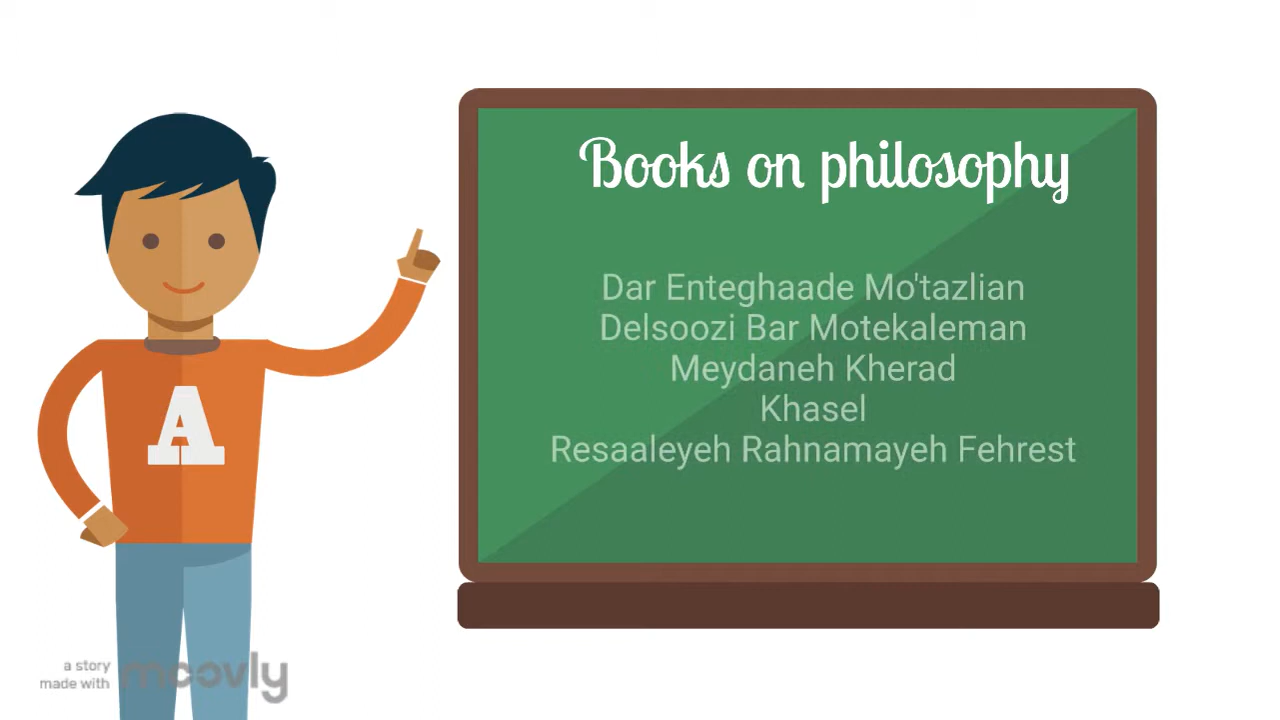 Books on philosophy
Dar Enteghaade Mo'tazlian
Delsoozi Bar Motekaleman
Meydaneh Kherad
Khasel
Resaaleyeh Rahnamayeh Fehrest
A
a story
made with moovly